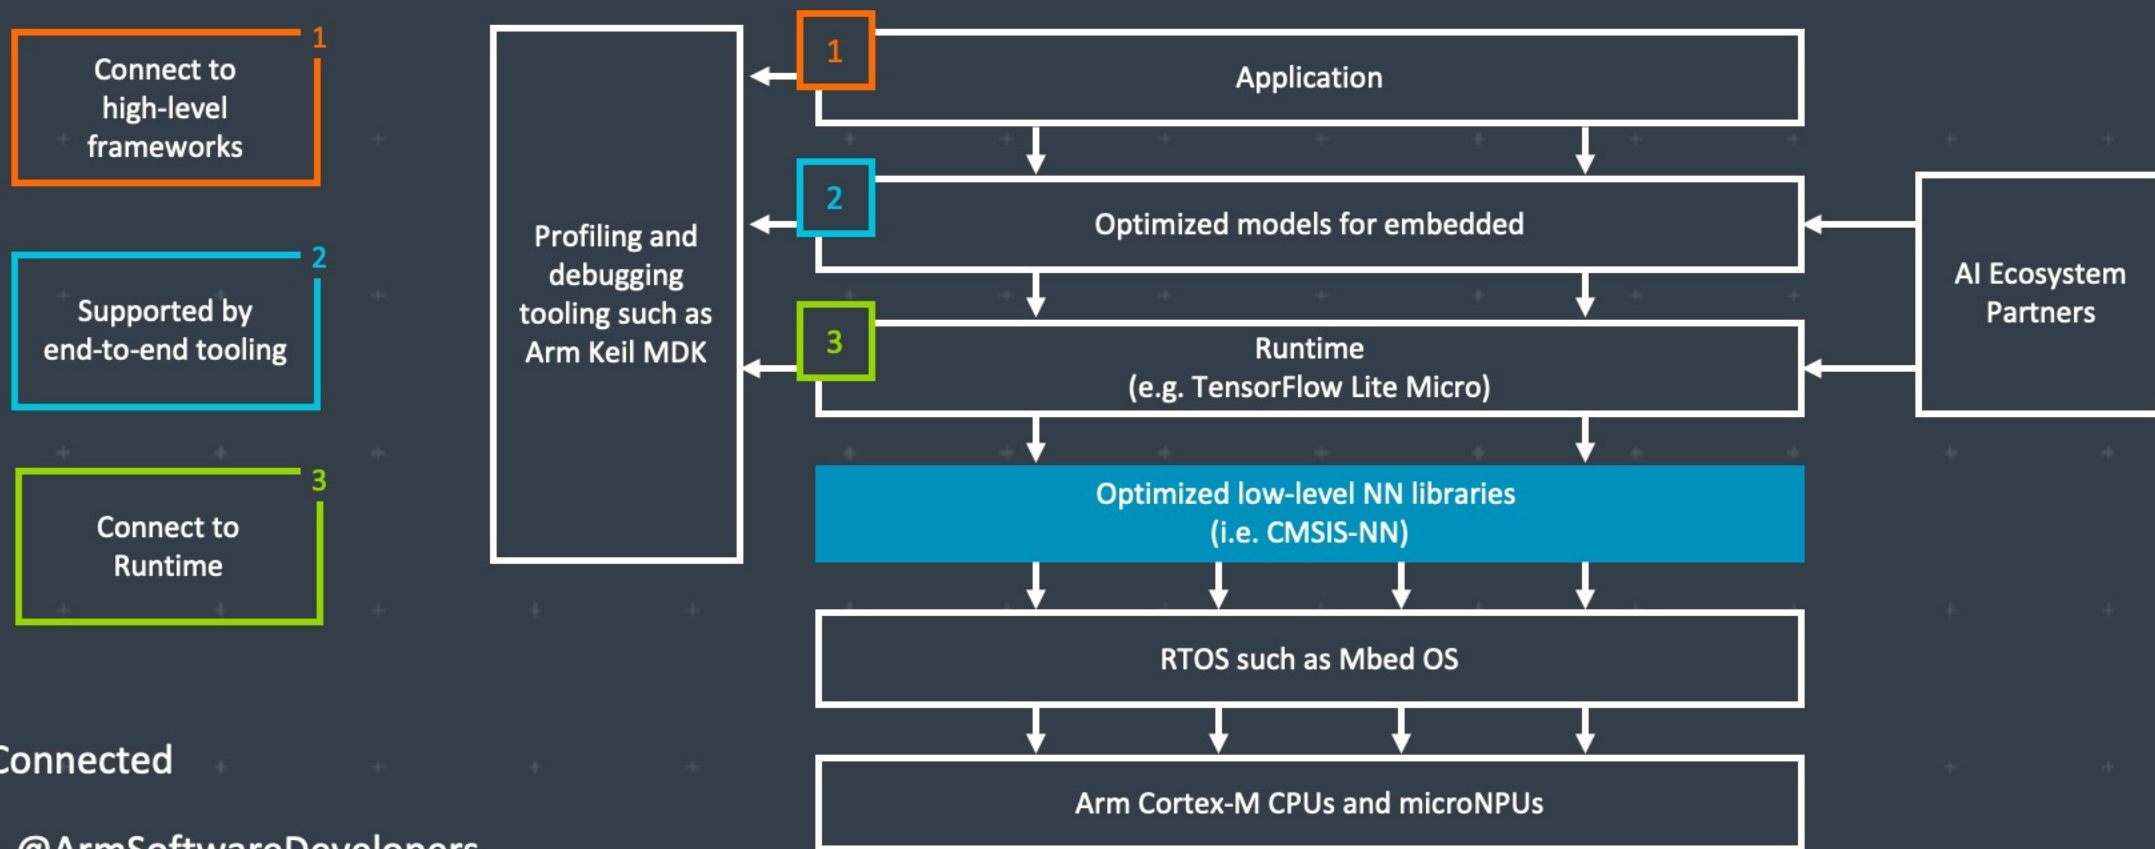 1
Connect to
high-level
frameworks
2
Supported by
end-to-end tooling
3
Connect to
Runtime
Connected
@ArmSoftwareDevelopers
Profiling and
debugging
tooling such as
Arm Keil MDK
1
Application
2
Optimized models for embedded
3
Runtime
(e.g. TensorFlow Lite Micro)
Optimized low-level NN libraries
(i.e. CMSIS-NN)
RTOS such as Mbed OS
Arm Cortex-M CPUs and microNPUs
AI Ecosystem
Partners